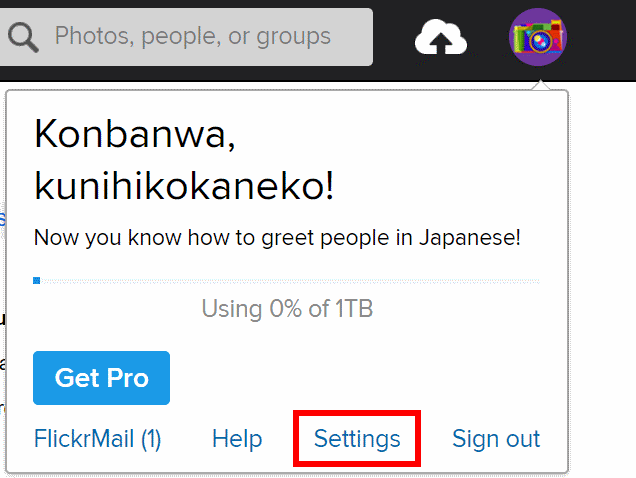 Photos, people, or groups
Konbanwa,
kunihikokaneko!
Now you know how to greet people in Japanese!
Using 0% of 1TB
Get Pro
FlickrMail (1) Help Settings Sign out